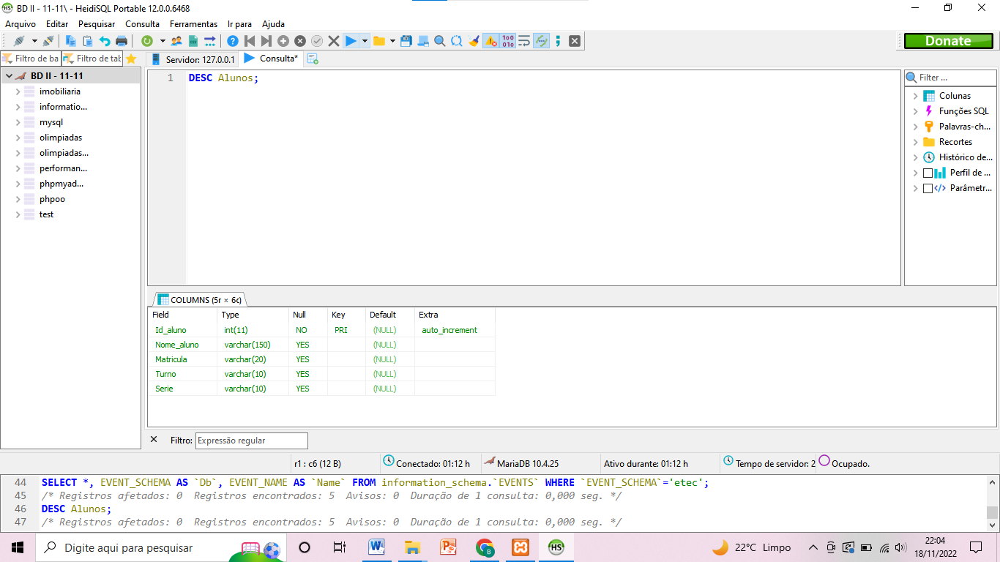 BD II - 11-11\ - HeidiSQL Portable 12.0.0.6468
Arquivo Editar Pesquisar Consulta Ferramentas Ir para Ajuda
Donate
Filtro de ba Filtro de tab Servidor: 127.0.0.1 Consulta*
BD II - 11-11
imobiliaria
informatio...
mysql
olimpiadas
olimpiadas...
performan...
phpmyad...
phpoo
test
1 DESC Alunos;
Filter ...
Colunas
Funções SQL
Palavras-ch...
Recortes
Histórico de...
Perfil de ...
Parâmetr...
COLUMNS (5r × 6c)
Field Type Null Key Default Extra
Id_aluno int(11) NO PRI (NULL) auto_increment
Nome_aluno varchar(150) YES (NULL)
Matricula varchar(20) YES (NULL)
Turno varchar(10) YES (NULL)
Serie varchar(10) YES (NULL)
Filtro: Expressão regular
r1 : c6 (12 B) Conectado: 01:12 h MariaDB 10.4.25 Ativo durante: 01:12 h Tempo de servidor: 2 Ocupado.
44 SELECT *, EVENT_SCHEMA AS `Db`, EVENT_NAME AS `Name` FROM information_schema.`EVENTS` WHERE `EVENT_SCHEMA`='etec';
45 /* Registros afetados: 0 Registros encontrados: 5 Avisos: 0 Duração de 1 consulta: 0,000 seg. */
46 DESC Alunos;
47 /* Registros afetados: 0 Registros encontrados: 5 Avisos: 0 Duração de 1 consulta: 0,000 seg. */
Digite aqui para pesquisar
22°C Limpo
22:04
18/11/2022